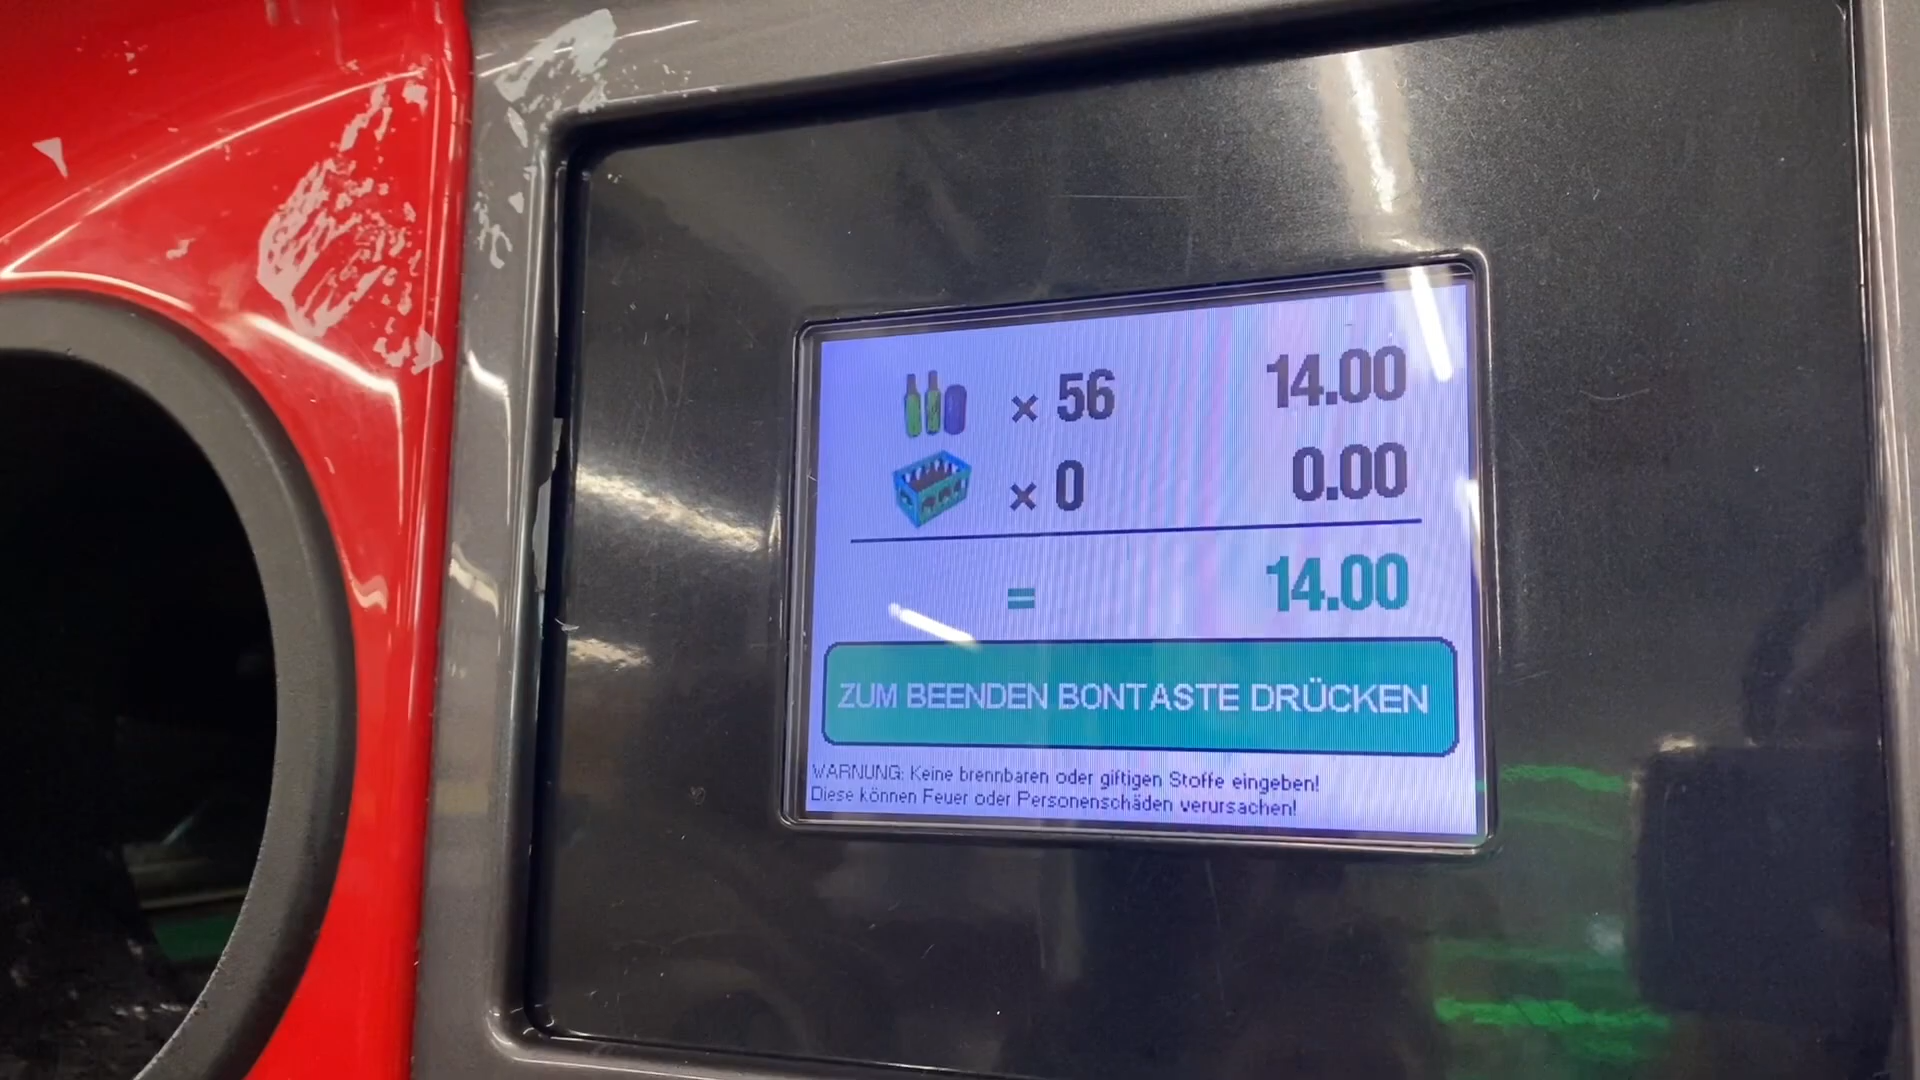 × 56 14.00
× 0 0.00
= 14.00
ZUM BEENDEN BONTASTE DRÜCKEN
WARNUNG: Keine brennbaren oder giftigen Stoffe eingeben!
Diese können Feuer oder Personenschäden verursachen!